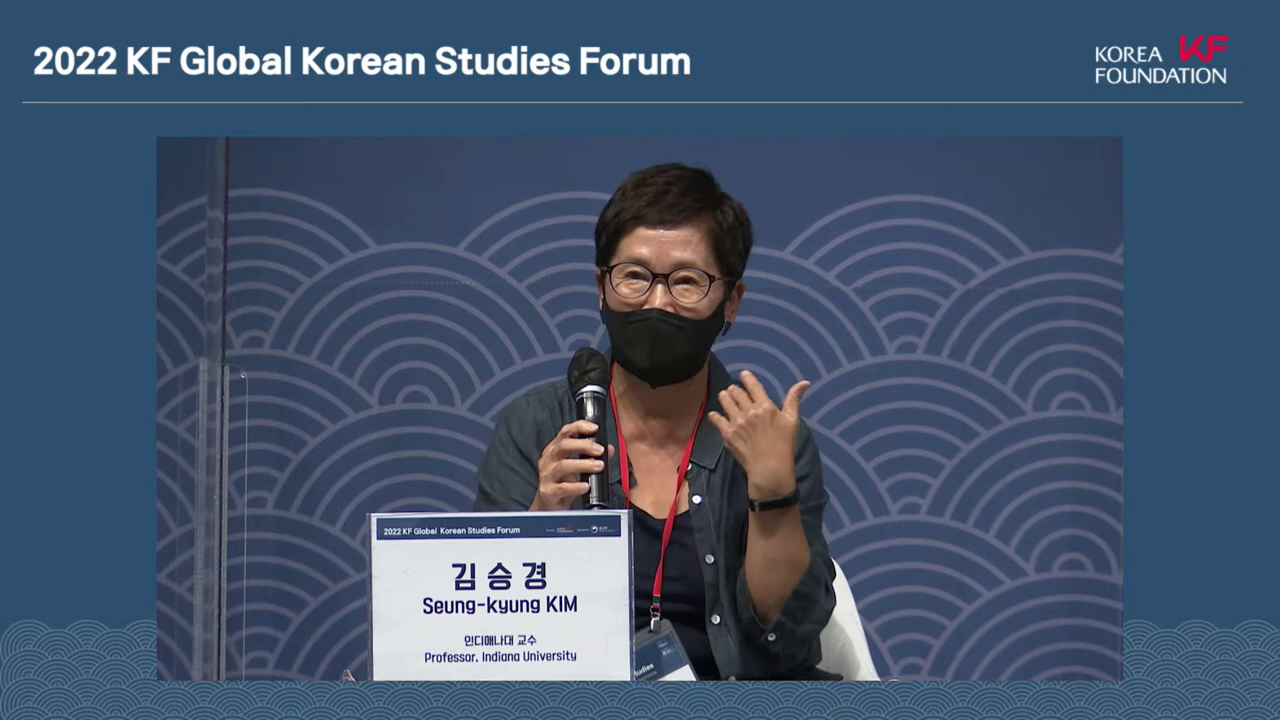 2022 KF Global Korean Studies Forum
KOREA KF
FOUNDATION
2022 KF Global Korean Studies Forum
김승경
Seung-kyung KIM
인디애나대 교수
Professor, Indiana University
Studies